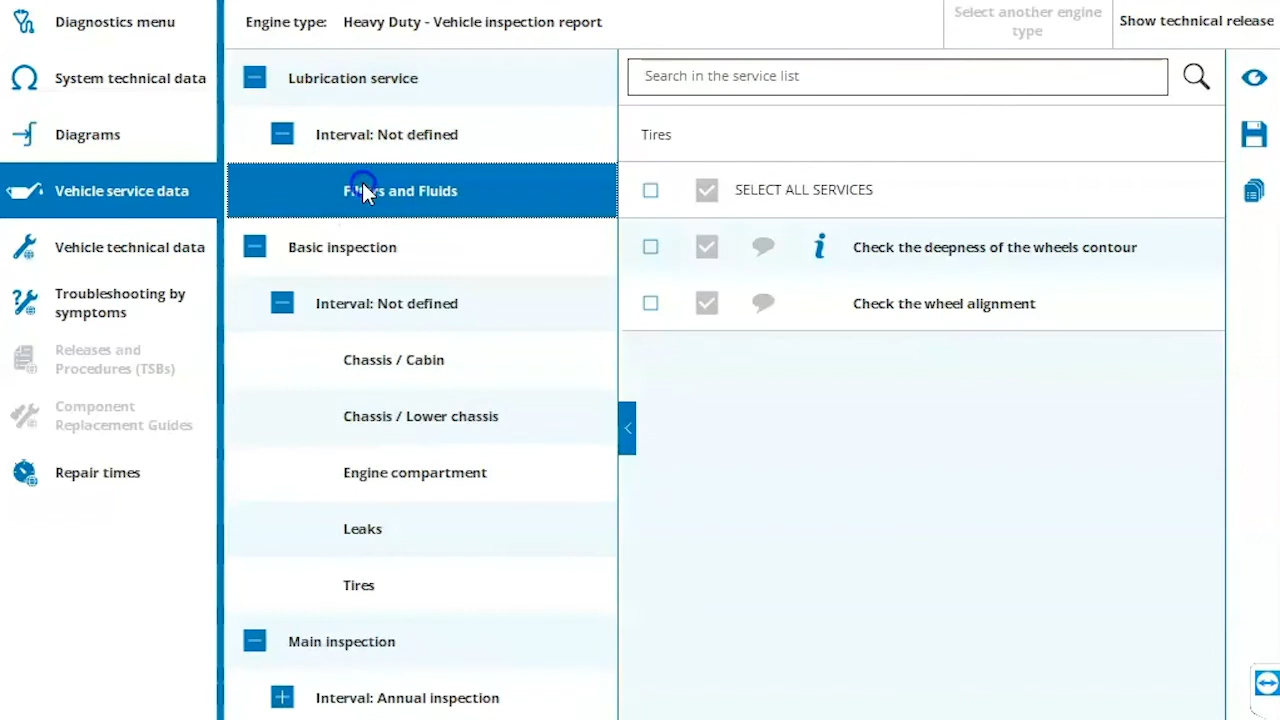 Diagnostics menu
System technical data
Diagrams
Vehicle service data
Vehicle technical data
Troubleshooting by
symptoms
Releases and
Procedures (TSBs)
Component
Replacement Guides
Repair times
Engine type: Heavy Duty - Vehicle inspection report
Select another engine
type
Show technical release
Lubrication service
Interval: Not defined
Filters and Fluids
Basic inspection
Interval: Not defined
Chassis / Cabin
Chassis / Lower chassis
Engine compartment
Leaks
Tires
Main inspection
Interval: Annual inspection
Search in the service list
Tires
SELECT ALL SERVICES
Check the deepness of the wheels contour
Check the wheel alignment